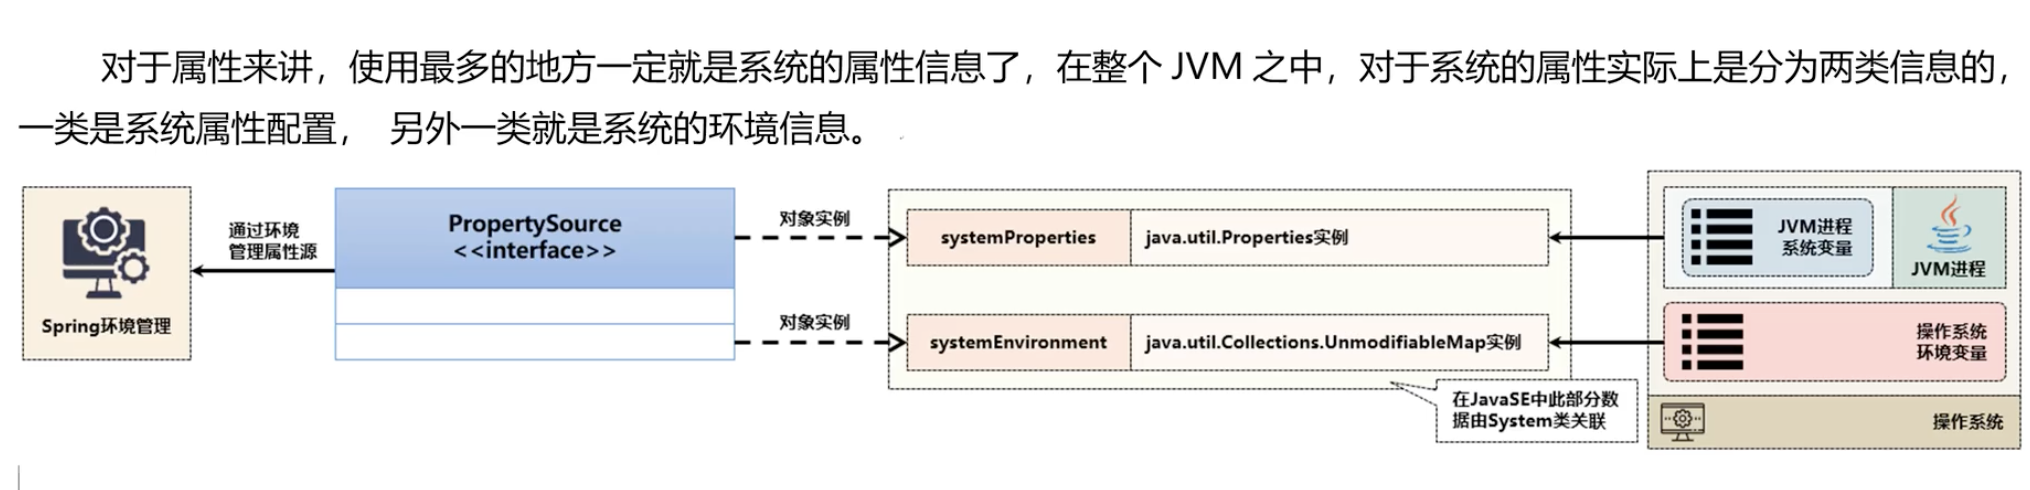 对于属性来讲，使用最多的地方一定就是系统的属性信息了，在整个 JVM 之中，对于系统的属性实际上是分为两类信息的，
一类是系统属性配置， 另外一类就是系统的环境信息。
Spring环境管理
通过环境
管理属性源
PropertySource
<<interface>>
对象实例
systemProperties
java.util.Properties实例
JVM进程
系统变量
JVM进程
对象实例
systemEnvironment
java.util.Collections.UnmodifiableMap实例
操作系统
环境变量
在JavaSE中此部分数
据由System类关联
操作系统